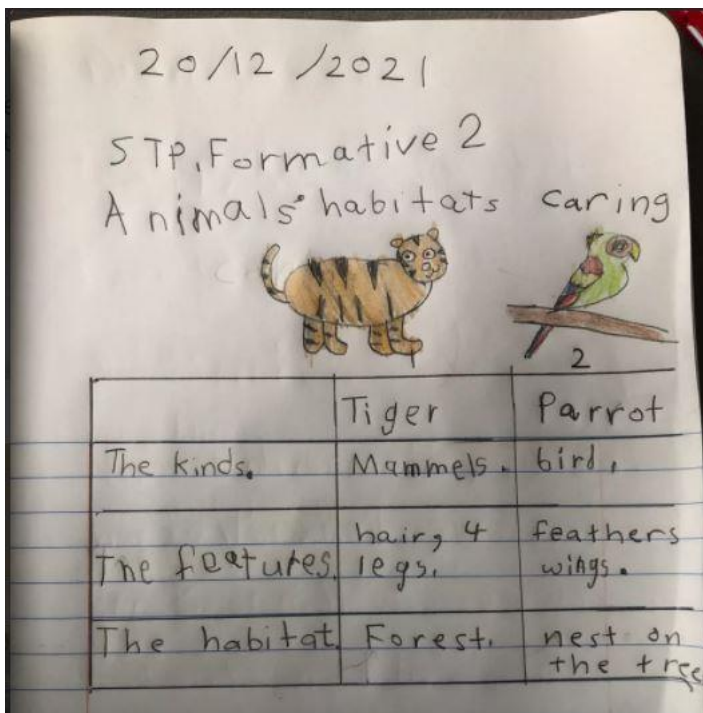 20/12/2021
STP. Formative 2
Animals' habitats caring
2
Tiger Parrot
The kinds. Mammels. bird,
hair, 4 feathers
The features. legs. wings.
The habitat. Forest. nest on
the tree